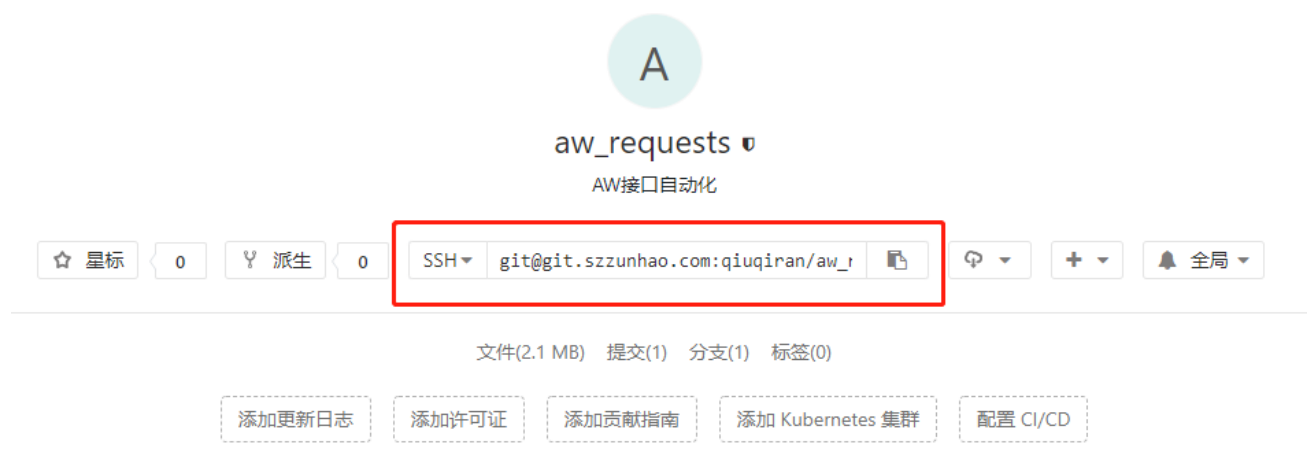 A
aw_requests
AW接口自动化
星标 0 派生 0 SSH git@git.szzunhao.com:qiuqiran/aw_r 全局
文件(2.1 MB) 提交(1) 分支(1) 标签(0)
添加更新日志 添加许可证 添加贡献指南 添加 Kubernetes 集群 配置 CI/CD